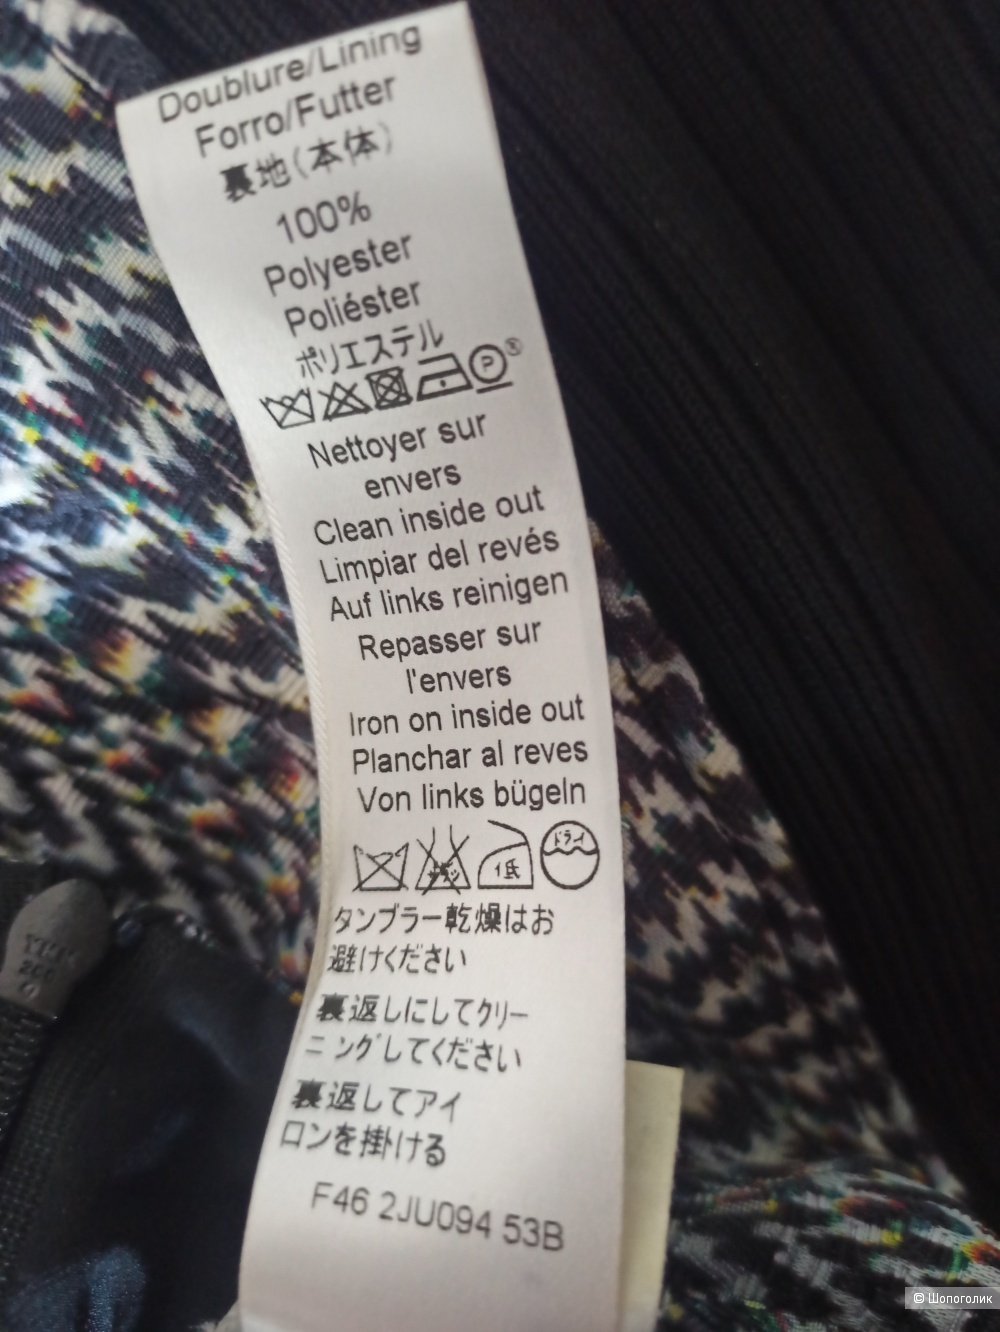 Doublure/Lining
Forro/Futter
裏地(本体)
100%
Polyester
Poliéster
ポリエステル
P
®
Nettoyer sur
envers
Clean inside out
Limpiar del revés
Auf links reinigen
Repasser sur
l'envers
Iron on inside out
Planchar al reves
Von links bügeln
低
ドライ
タンブラー乾燥はお
避けください
裏返しにしてクリー
ニングしてください
裏返してアイ
ロンを掛ける
F46 2JU094 53B
© Шопоголик